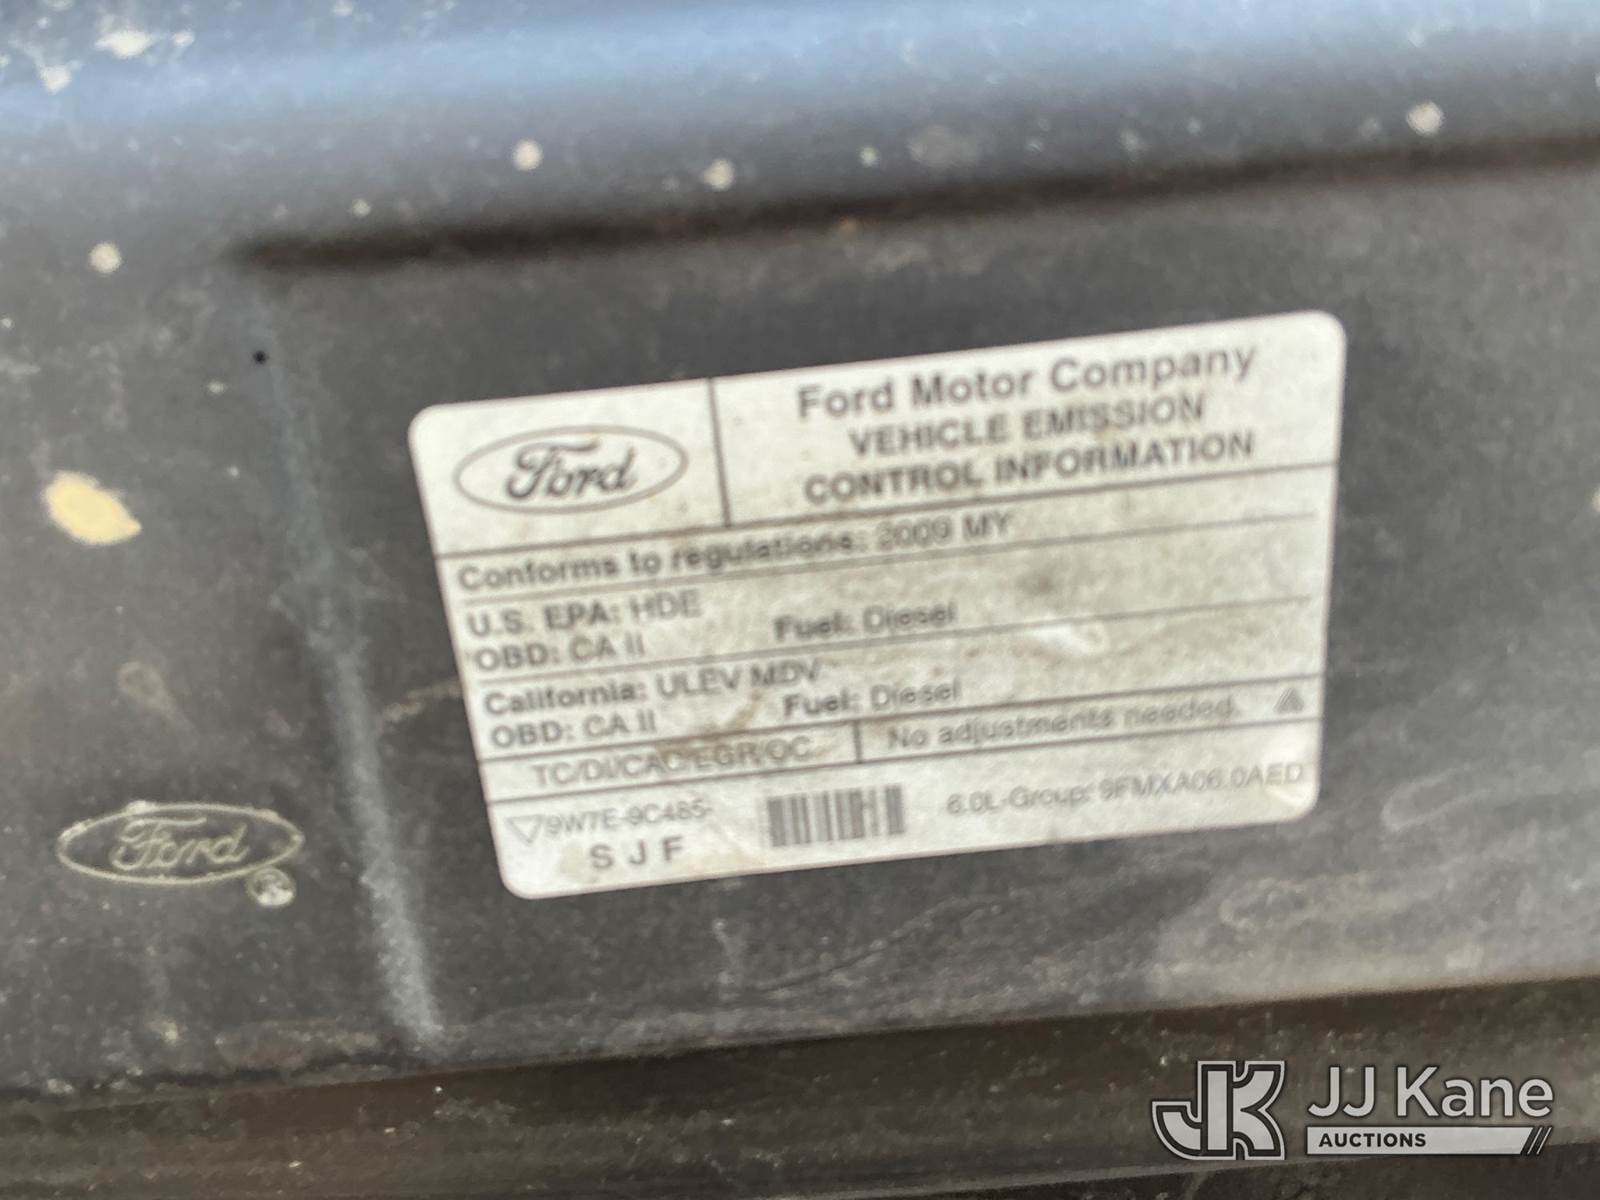 Ford
Ford Motor Company
VEHICLE EMISSION
CONTROL INFORMATION
Conforms to regulations: 2009 MY
U.S. EPA: HDE
OBD: CA II Fuel: Diesel
California: ULEV MDV
OBD: CA II Fuel: Diesel
TC/DI/CAC/EGR/OC No adjustments needed.
9W7E-9C485-
SJF
6.0L-Group: 9FMXA06.0AED
Ford
JK JJ Kane
AUCTIONS